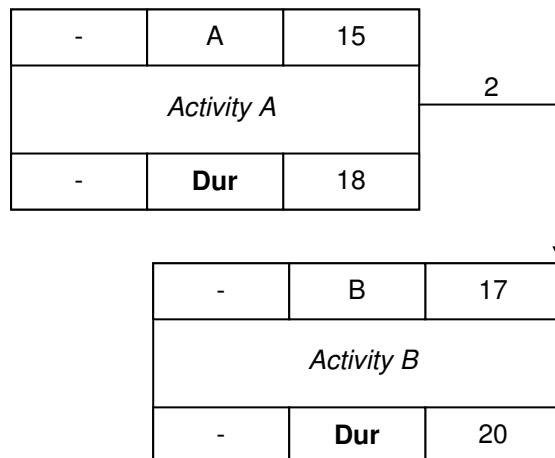 - A 15
Activity A
2
- Dur 18
- B 17
Activity B
- Dur 20